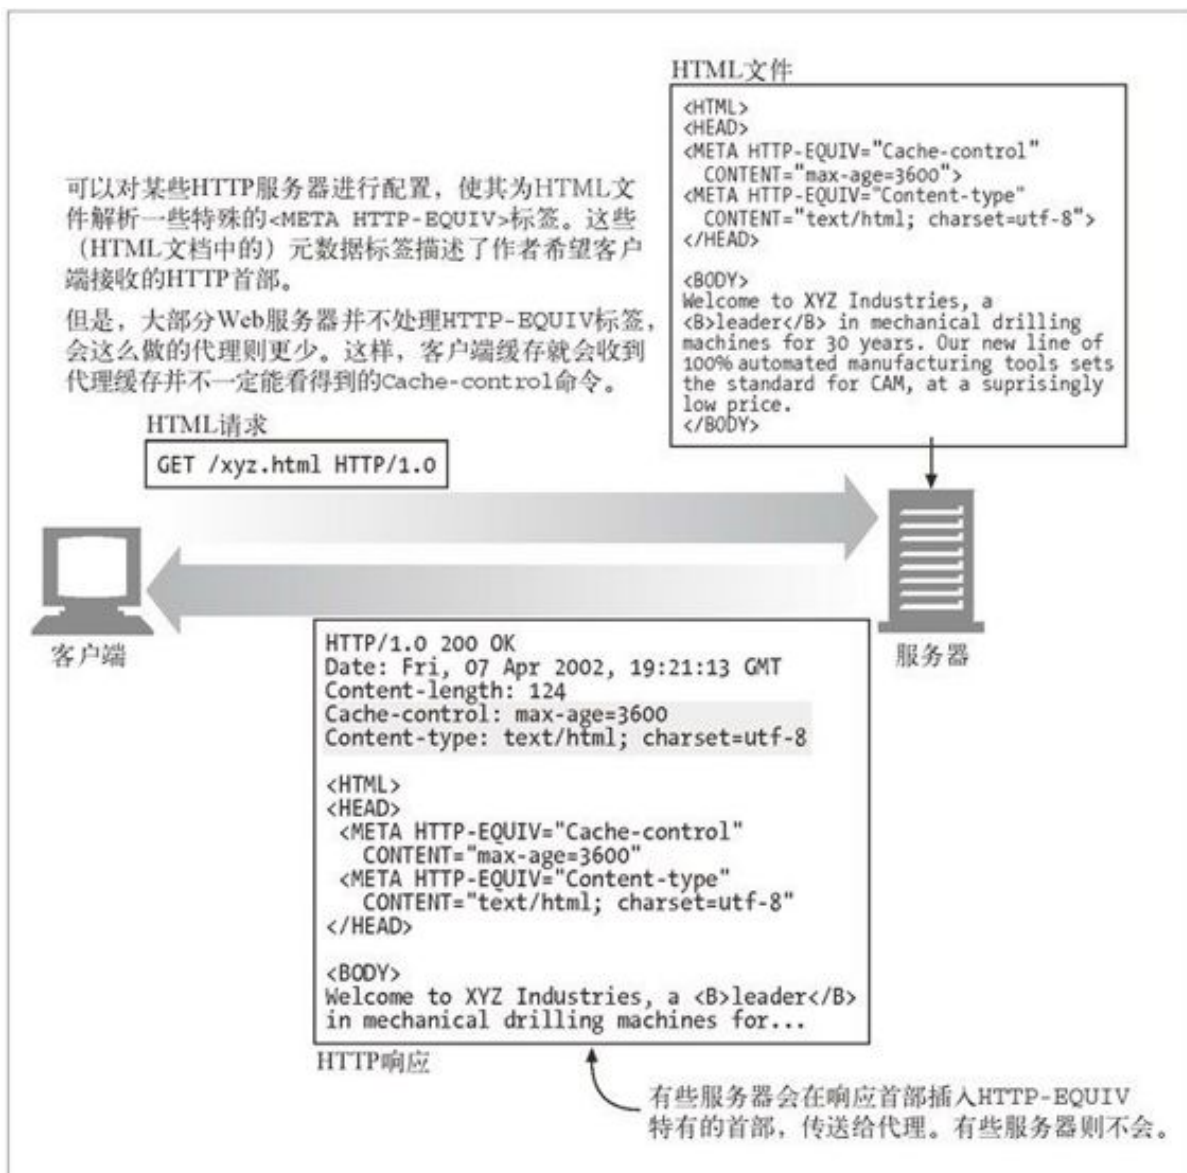 HTML文件
<HTML>
<HEAD>
<META HTTP-EQUIV="Cache-control"
CONTENT="max-age=3600">
<META HTTP-EQUIV="Content-type"
CONTENT="text/html; charset=utf-8">
</HEAD>
<BODY>
Welcome to XYZ Industries, a
<B>leader</B> in mechanical drilling
machines for 30 years. Our new line of
100% automated manufacturing tools sets
the standard for CAM, at a suprisingly
low price.
</BODY>
可以对某些HTTP服务器进行配置，使其为HTML文
件解析一些特殊的<META HTTP-EQUIV>标签。这些
（HTML文档中的）元数据标签描述了作者希望客户
端接收的HTTP首部。
但是，大部分Web服务器并不处理HTTP-EQUIV标签，
会这么做的代理则更少。这样，客户端缓存就会收到
代理缓存并不一定能看得到的Cache-control命令。
HTML请求
GET /xyz.html HTTP/1.0
客户端
服务器
HTTP/1.0 200 OK
Date: Fri, 07 Apr 2002, 19:21:13 GMT
Content-length: 124
Cache-control: max-age=3600
Content-type: text/html; charset=utf-8
<HTML>
<HEAD>
<META HTTP-EQUIV="Cache-control"
CONTENT="max-age=3600"
<META HTTP-EQUIV="Content-type"
CONTENT="text/html; charset=utf-8"
</HEAD>
<BODY>
Welcome to XYZ Industries, a <B>leader</B>
in mechanical drilling machines for...
HTTP响应
有些服务器会在响应首部插入HTTP-EQUIV
特有的首部，传送给代理。有些服务器则不会。